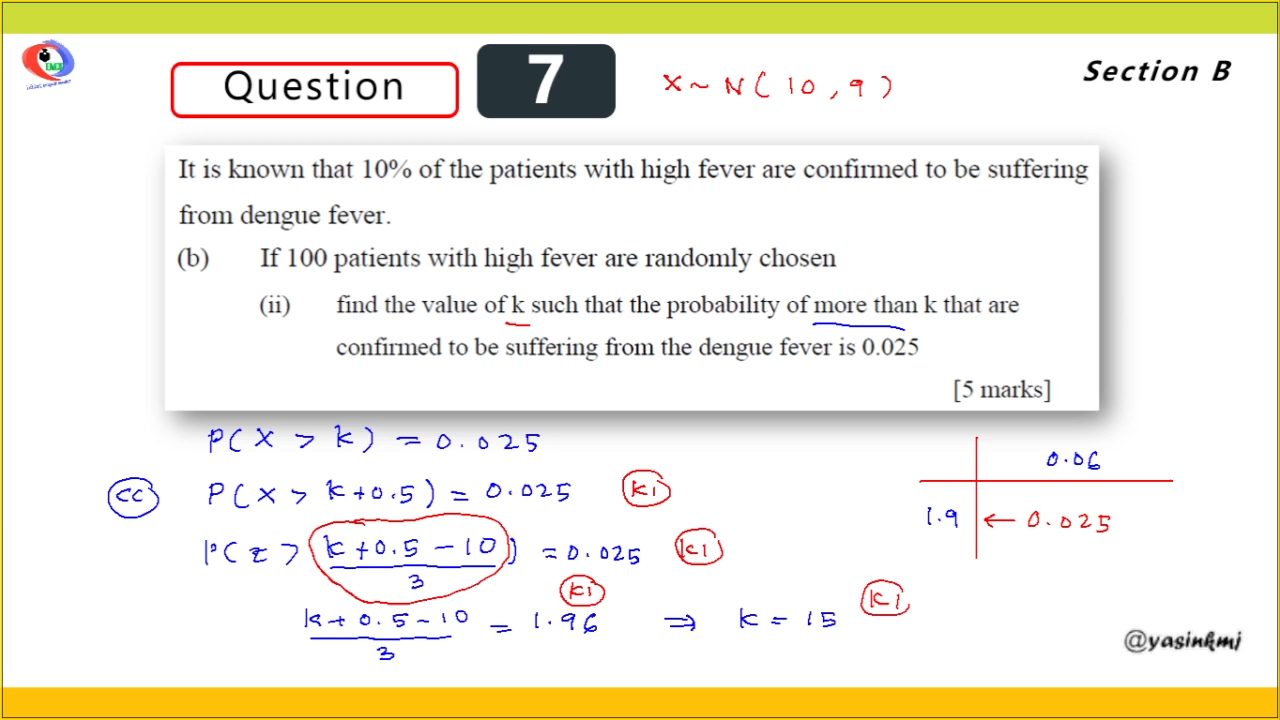 IMX
Question 7
X ~ N( 10 , 9 )
Section B
It is known that 10% of the patients with high fever are confirmed to be suffering
from dengue fever.
(b) If 100 patients with high fever are randomly chosen
(ii) find the value of k such that the probability of more than k that are
confirmed to be suffering from the dengue fever is 0.025
[5 marks]
P( X > k ) = 0.025
CC P( X > k + 0.5 ) = 0.025 K1
P( z > (k + 0.5 - 10)/3 ) = 0.025 K1
(k + 0.5 - 10)/3 = 1.96 K1 ⇒ k = 15 K1
0.06
1.9 ← 0.025
@yasinkmj